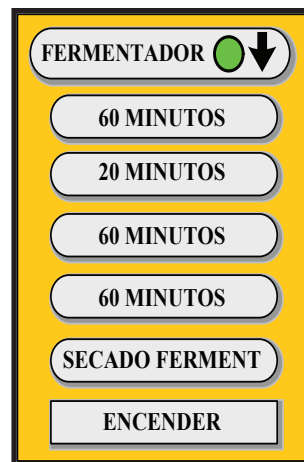 FERMENTADOR
60 MINUTOS
20 MINUTOS
60 MINUTOS
60 MINUTOS
SECADO FERMENT
ENCENDER